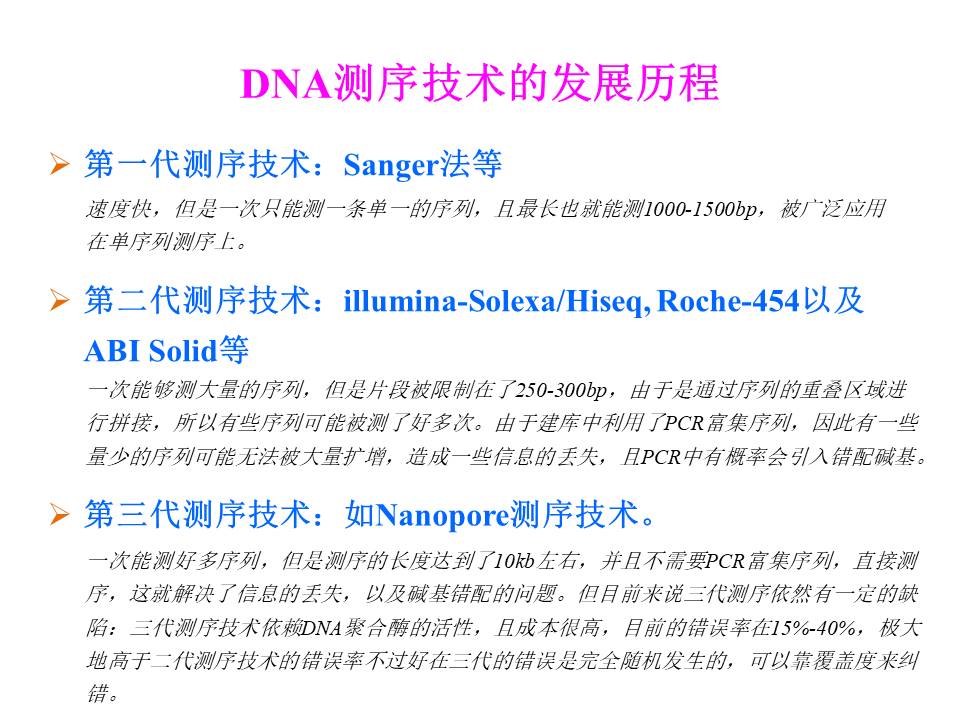 DNA测序技术的发展历程
第一代测序技术：Sanger法等
速度快，但是一次只能测一条单一的序列，且最长也就能测1000-1500bp，被广泛应用
在单序列测序上。
第二代测序技术：illumina-Solexa/Hiseq, Roche-454以及
ABI Solid等
一次能够测大量的序列，但是片段被限制在了250-300bp，由于是通过序列的重叠区域进
行拼接，所以有些序列可能被测了好多次。由于建库中利用了PCR富集序列，因此有一些
量少的序列可能无法被大量扩增，造成一些信息的丢失，且PCR中有概率会引入错配碱基。
第三代测序技术：如Nanopore测序技术。
一次能测好多序列，但是测序的长度达到了10kb左右，并且不需要PCR富集序列，直接测
序，这就解决了信息的丢失，以及碱基错配的问题。但目前来说三代测序依然有一定的缺
陷：三代测序技术依赖DNA聚合酶的活性，且成本很高，目前的错误率在15%-40%，极大
地高于二代测序技术的错误率不过好在三代的错误是完全随机发生的，可以靠覆盖度来纠
错。